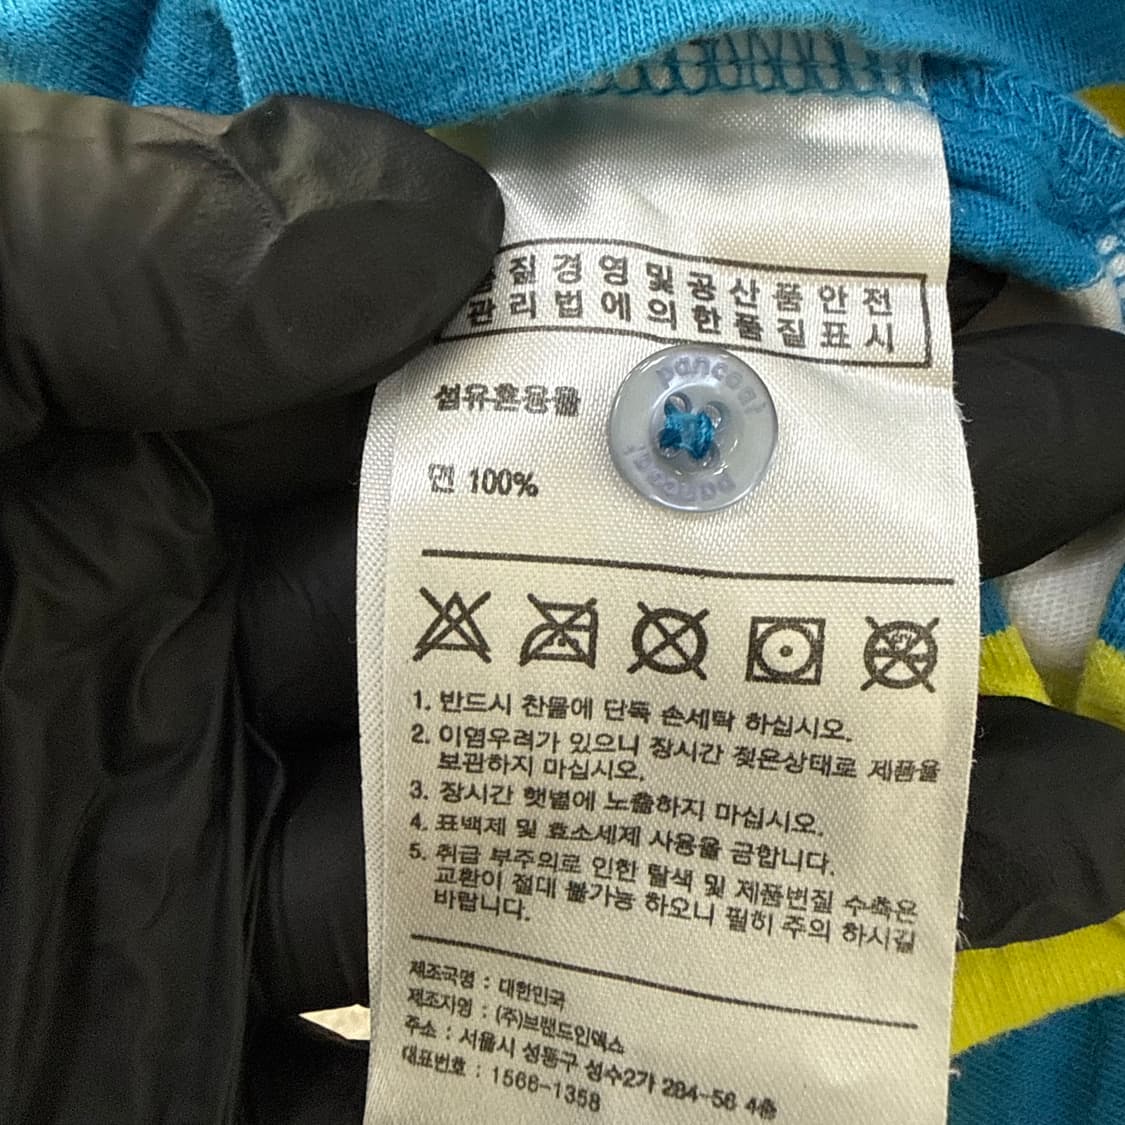 질경영및공산품안전
관리법에의한품질표시
pancoat
pancoat
섬유혼용율
면 100%
DRY
1. 반드시 찬물에 단독 손세탁 하십시오.
2. 이염우려가 있으니 장시간 젖은상태로 제품을
보관하지 마십시오.
3. 장시간 햇볕에 노출하지 마십시오.
4. 표백제 및 효소세제 사용을 금합니다.
5. 취급 부주의로 인한 탈색 및 제품변질 수축은
교환이 절대 불가능 하오니 필히 주의 하시길
바랍니다.
제조국명 : 대한민국
제조자명 : (주)브랜드인덱스
주소 : 서울시 성동구 성수2가 284-56 4층
대표번호 : 1566-1358